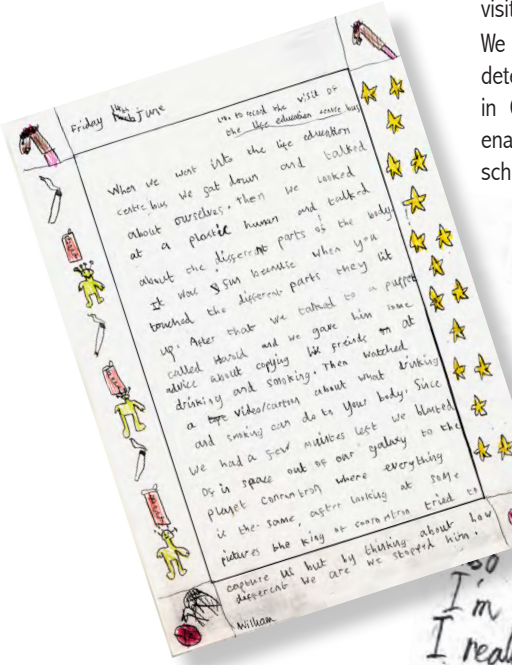 visit
We
dete
in C
ena
sch
Friday 14th June
L.o. to record the visit of
the life education centre bus
When we went into the life education
centre bus we sat down and talked
about ourselves. Then we looked
at a plastic human and talked
about the different parts of the body.
It was fun because when you
touched the different parts they lit
up. After that we talked to a puppet
called Harold and we gave him some
advice about copying friends at
drinking and smoking. Then watched
a video/cartoon about what drinking
and smoking can do to your body. Since
we had a few muinites left we blasted
of in space out of our galaxy to the
planet where everything
is the same, after looking at some
pictures the king of tried to
capture us but by thinking about how
different we are we stopped him.
William
so
I'm
I real